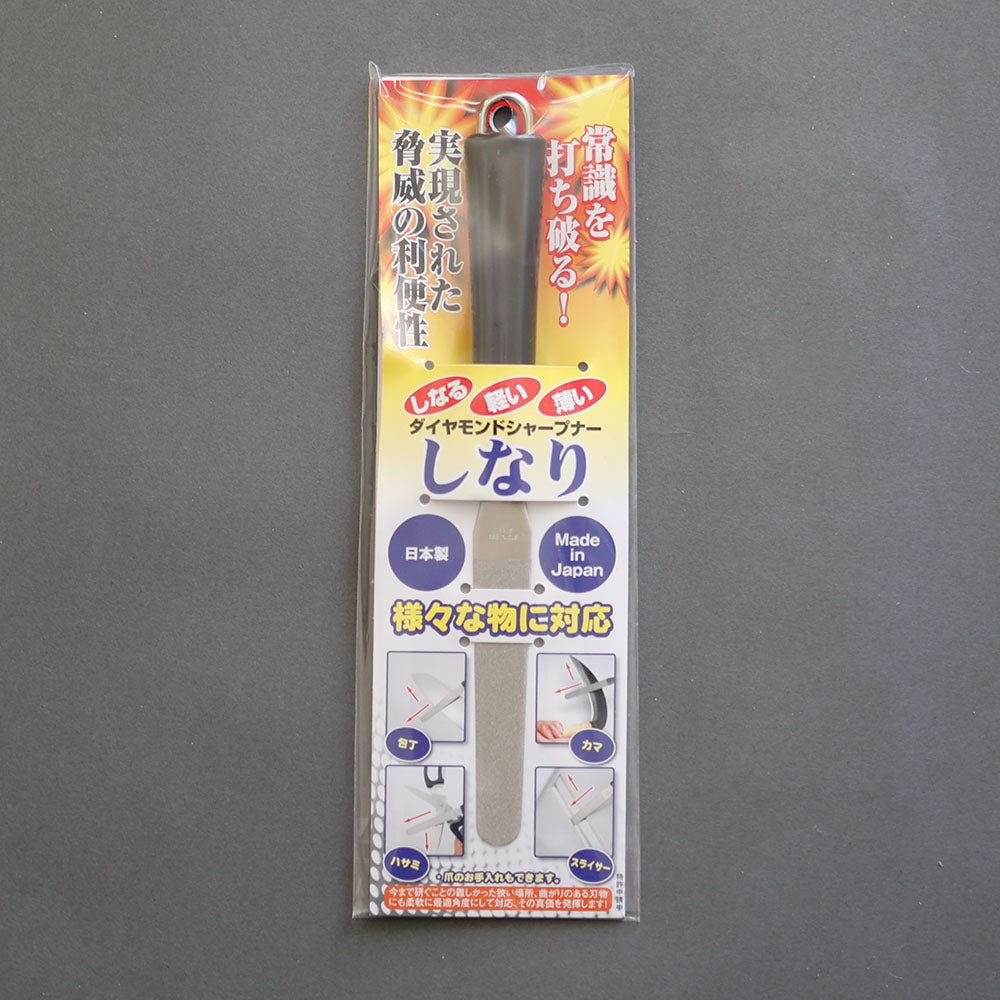 常識を
打ち破る！
実現された
脅威の利便性
しなる 軽い 薄い
ダイヤモンドシャープナー
しなり
日本製
Made
in
Japan
様々な物に対応
包丁
カマ
ハサミ
スライサー
・爪のお手入れもできます。
特許申請中
今まで研ぐことの難しかった狭い場所、曲がりのある刃物
にも柔軟に最適角度にして対応、その真価を発揮します!